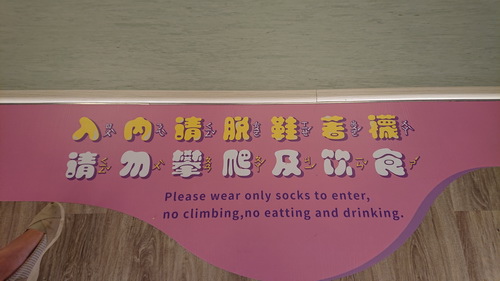 入內請脫鞋著襪
請勿攀爬及飲食
Please wear only socks to enter,
no climbing,no eatting and drinking.